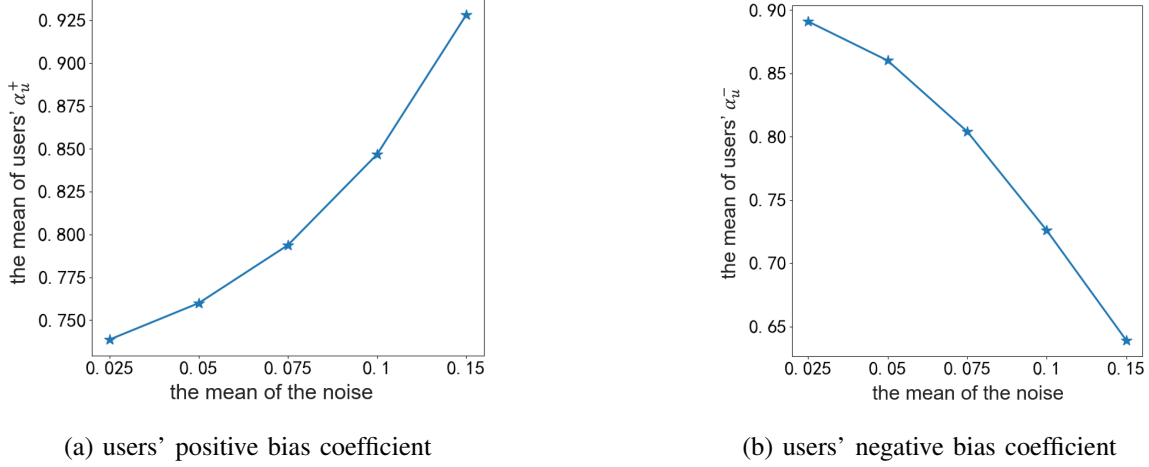 0.925
0.900
0.875
0.850
0.825
0.800
0.775
0.750
the mean of users' α_u^+
0.025 0.05 0.075 0.1 0.15
the mean of the noise
(a) users' positive bias coefficient
0.90
0.85
0.80
0.75
0.70
0.65
the mean of users' α_u^-
0.025 0.05 0.075 0.1 0.15
the mean of the noise
(b) users' negative bias coefficient